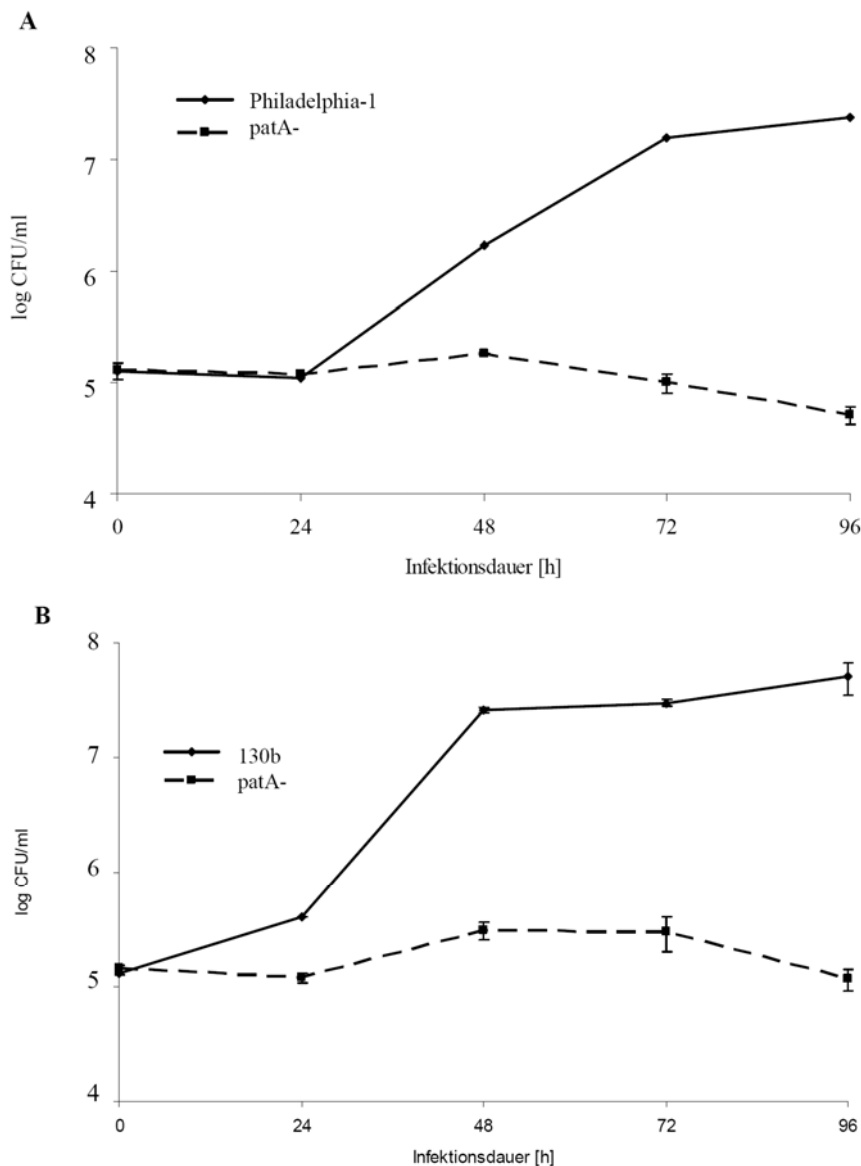 A
8
Philadelphia-1
patA-
7
log CFU/ml
6
5
4
0 24 48 72 96
Infektionsdauer [h]
B
8
130b
patA-
7
log CFU/ml
6
5
4
0 24 48 72 96
Infektionsdauer [h]